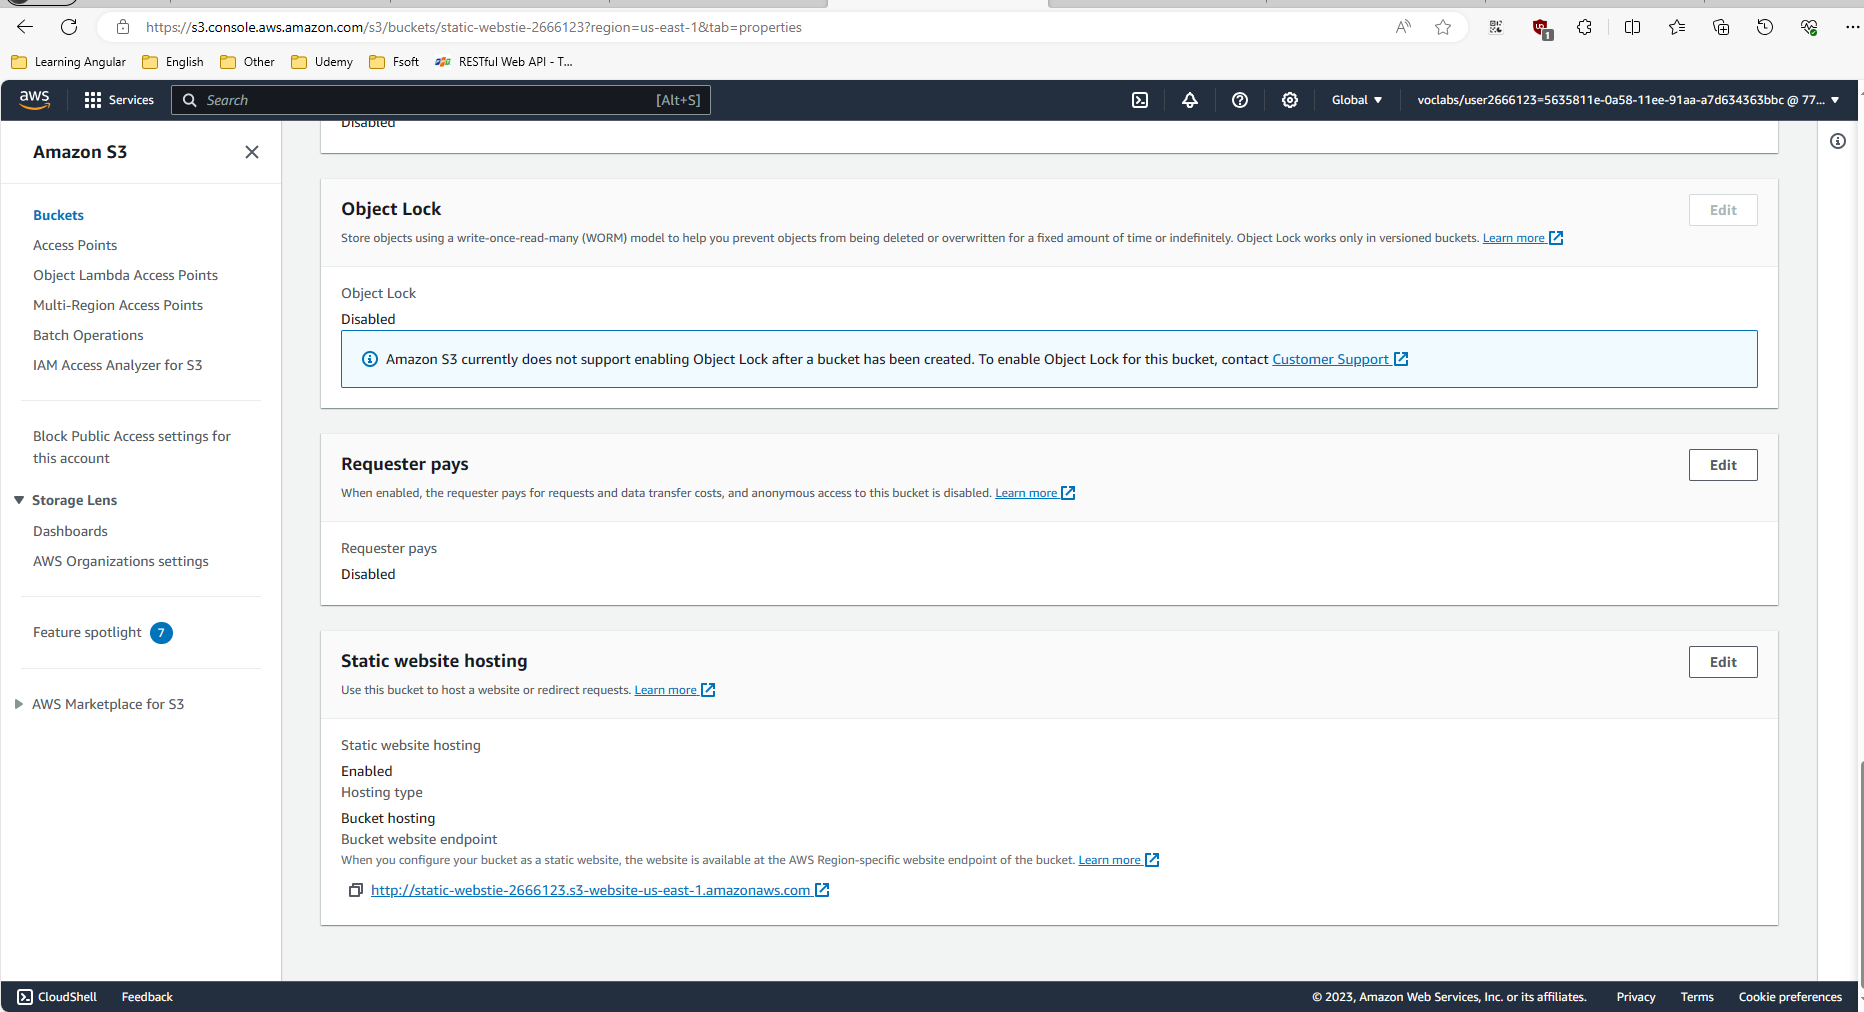 https://s3.console.aws.amazon.com/s3/buckets/static-webstie-2666123?region=us-east-1&tab=properties
1
Learning Angular
English
Other
Udemy
Fsoft
RESTful Web API - T...
aws
Services
Search
[Alt+S]
Global
voclabs/user2666123=5635811e-0a58-11ee-91aa-a7d634363bbc @ 77...
Amazon S3
Buckets
Access Points
Object Lambda Access Points
Multi-Region Access Points
Batch Operations
IAM Access Analyzer for S3
Block Public Access settings for
this account
Storage Lens
Dashboards
AWS Organizations settings
Feature spotlight 7
AWS Marketplace for S3
Disabled
Object Lock
Edit
Store objects using a write-once-read-many (WORM) model to help you prevent objects from being deleted or overwritten for a fixed amount of time or indefinitely. Object Lock works only in versioned buckets. Learn more
Object Lock
Disabled
Amazon S3 currently does not support enabling Object Lock after a bucket has been created. To enable Object Lock for this bucket, contact Customer Support
Requester pays
Edit
When enabled, the requester pays for requests and data transfer costs, and anonymous access to this bucket is disabled. Learn more
Requester pays
Disabled
Static website hosting
Edit
Use this bucket to host a website or redirect requests. Learn more
Static website hosting
Enabled
Hosting type
Bucket hosting
Bucket website endpoint
When you configure your bucket as a static website, the website is available at the AWS Region-specific website endpoint of the bucket. Learn more
http://static-webstie-2666123.s3-website-us-east-1.amazonaws.com
CloudShell
Feedback
© 2023, Amazon Web Services, Inc. or its affiliates.
Privacy
Terms
Cookie preferences